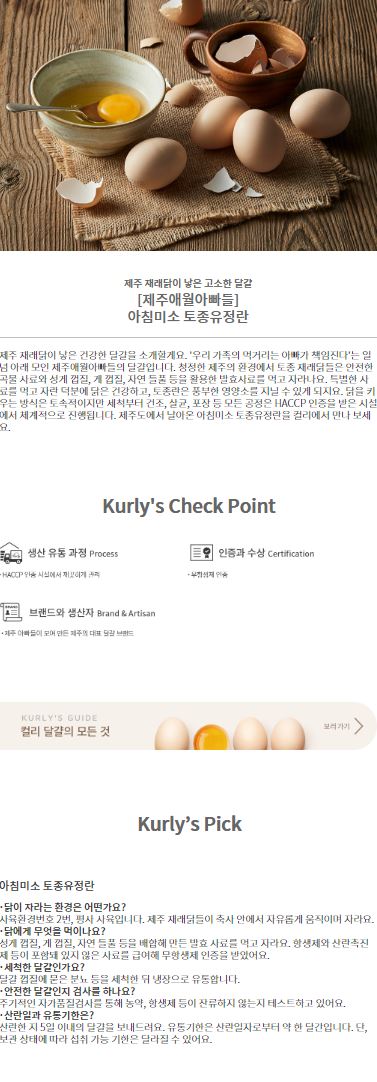 제주 재래닭이 낳은 고소한 달걀
[제주애월아빠들]
아침미소 토종유정란
제주 재래닭이 낳은 건강한 달걀을 소개할게요. '우리 가족의 먹거리는 아빠가 책임진다'는 일
념 아래 모인 제주애월아빠들의 달걀입니다. 청정한 제주의 환경에서 토종 재래닭들은 안전한
곡물 사료와 성게 껍질, 게 껍질, 자연 들풀 등을 활용한 발효사료를 먹고 자라나요. 특별한 사
료를 먹고 자란 덕분에 닭은 건강하고, 토종란은 풍부한 영양소를 지닐 수 있게 되지요. 닭을 키
우는 방식은 토속적이지만 세척부터 건조, 살균, 포장 등 모든 공정은 HACCP 인증을 받은 시설
에서 체계적으로 진행됩니다. 제주도에서 날아온 아침미소 토종유정란을 컬리에서 만나 보세
요.
Kurly's Check Point
생산 유통 과정 Process
· HACCP 인증 시설에서 깨끗하게 관리
인증과 수상 Certification
· 무항생제 인증
BRAND
브랜드와 생산자 Brand & Artisan
· 제주 아빠들이 모여 만든 제주의 대표 달걀 브랜드
KURLY'S GUIDE
컬리 달걀의 모든 것
보러가기
Kurly's Pick
아침미소 토종유정란
·닭이 자라는 환경은 어떤가요?
사육환경번호 2번, 평사 사육입니다. 제주 재래닭들이 축사 안에서 자유롭게 움직이며 자라요.
·닭에게 무엇을 먹이나요?
성게 껍질, 게 껍질, 자연 들풀 등을 배합해 만든 발효 사료를 먹고 자라요. 항생제와 산란촉진
제 등이 포함돼 있지 않은 사료를 급여해 무항생제 인증을 받았어요.
·세척한 달걀인가요?
달걀 껍질에 묻은 분뇨 등을 세척한 뒤 냉장으로 유통합니다.
·안전한 달걀인지 검사를 하나요?
주기적인 자가품질검사를 통해 농약, 항생제 등이 잔류하지 않는지 테스트하고 있어요.
·산란일과 유통기한은?
산란한 지 5일 이내의 달걀을 보내드려요. 유통기한은 산란일자로부터 약 한 달간입니다. 단,
보관 상태에 따라 섭취 가능 기한은 달라질 수 있어요.